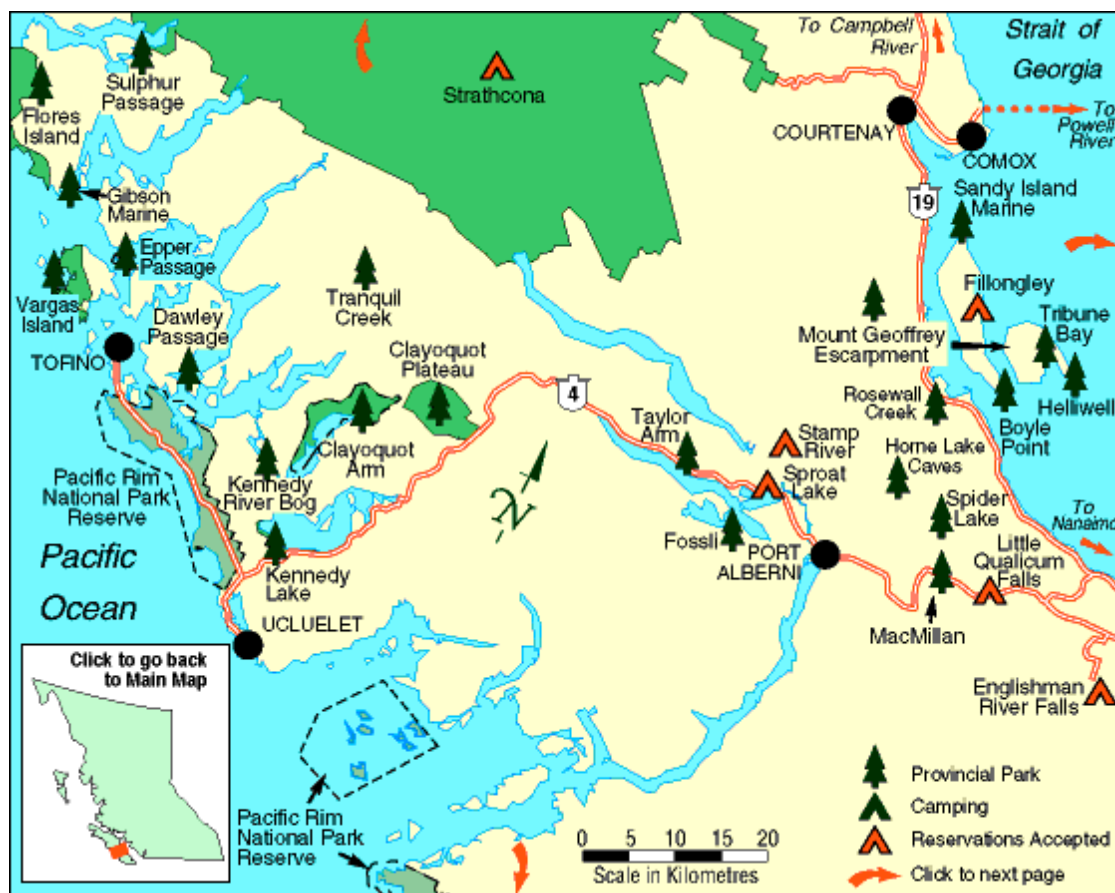 To Campbell
River
Strait of
Georgia
Sulphur
Passage
Flores
Island
Strathcona
COURTENAY
To
Powell
River
COMOX
Gibson
Marine
Sandy Island
Marine
19
Epper
Passage
Vargas
Island
Tranquil
Creek
Fillongley
Tribune
Bay
Dawley
Passage
Mount Geoffrey
Escarpment
TOFINO
Clayoquot
Plateau
4
Taylor
Arm
Rosewall
Creek
Helliwell
Boyle
Point
Stamp
River
Clayoquot
Arm
Horne Lake
Caves
Sproat
Lake
Pacific Rim
National Park
Reserve
Kennedy
River Bog
-N-
Spider
Lake
To
Nanaimo
Fossli
PORT
ALBERNI
Little
Qualicum
Falls
Pacific
Ocean
Kennedy
Lake
UCLUELET
MacMillan
Click to go back
to Main Map
Englishman
River Falls
Provincial Park
Camping
Pacific Rim
National Park
Reserve
0 5 10 15 20
Scale in Kilometres
Reservations Accepted
Click to next page